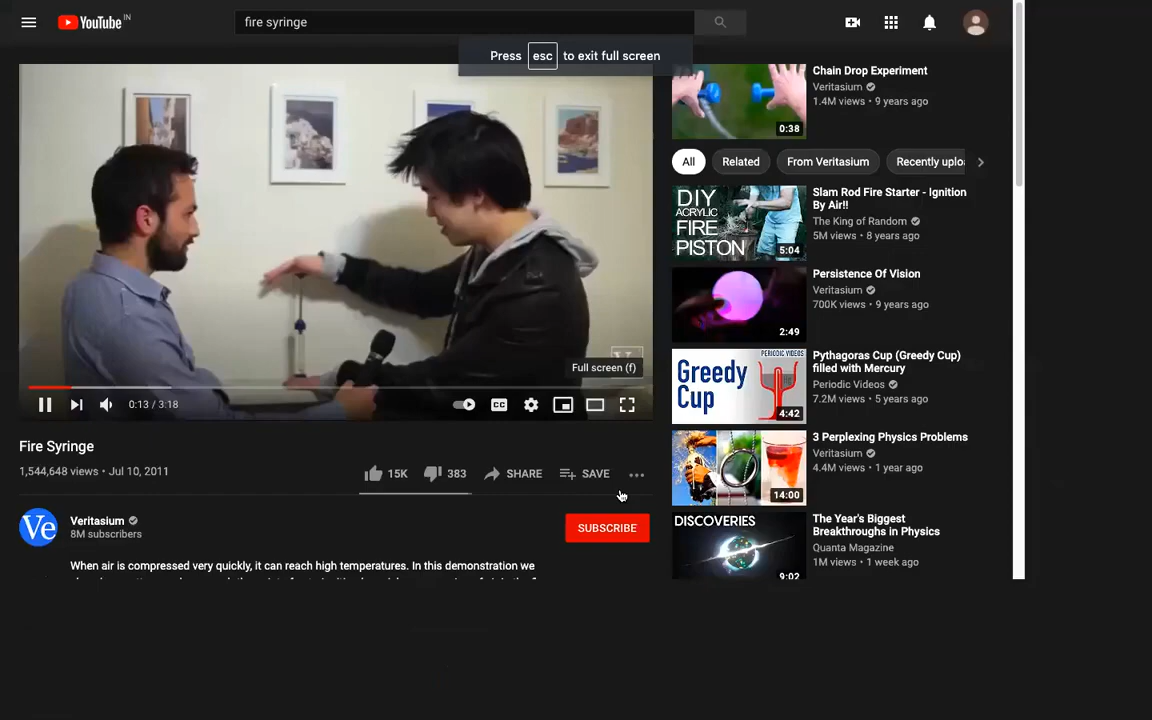 YouTube IN
fire syringe
Press esc to exit full screen
Full screen (f)
0:13 / 3:18
CC
Fire Syringe
1,544,648 views • Jul 10, 2011
15K
383
SHARE
SAVE
Ve
Veritasium
8M subscribers
SUBSCRIBE
When air is compressed very quickly, it can reach high temperatures. In this demonstration we
0:38
Chain Drop Experiment
Veritasium
1.4M views • 9 years ago
All
Related
From Veritasium
Recently uplo
DIY
ACRYLIC
FIRE
PISTON
5:04
Slam Rod Fire Starter - Ignition
By Air!!
The King of Random
5M views • 8 years ago
2:49
Persistence Of Vision
Veritasium
700K views • 9 years ago
PERIODIC VIDEOS
Greedy
Cup
4:42
Pythagoras Cup (Greedy Cup)
filled with Mercury
Periodic Videos
7.2M views • 5 years ago
14:00
3 Perplexing Physics Problems
Veritasium
4.4M views • 1 year ago
DISCOVERIES
9:02
The Year's Biggest
Breakthroughs in Physics
Quanta Magazine
1M views • 1 week ago